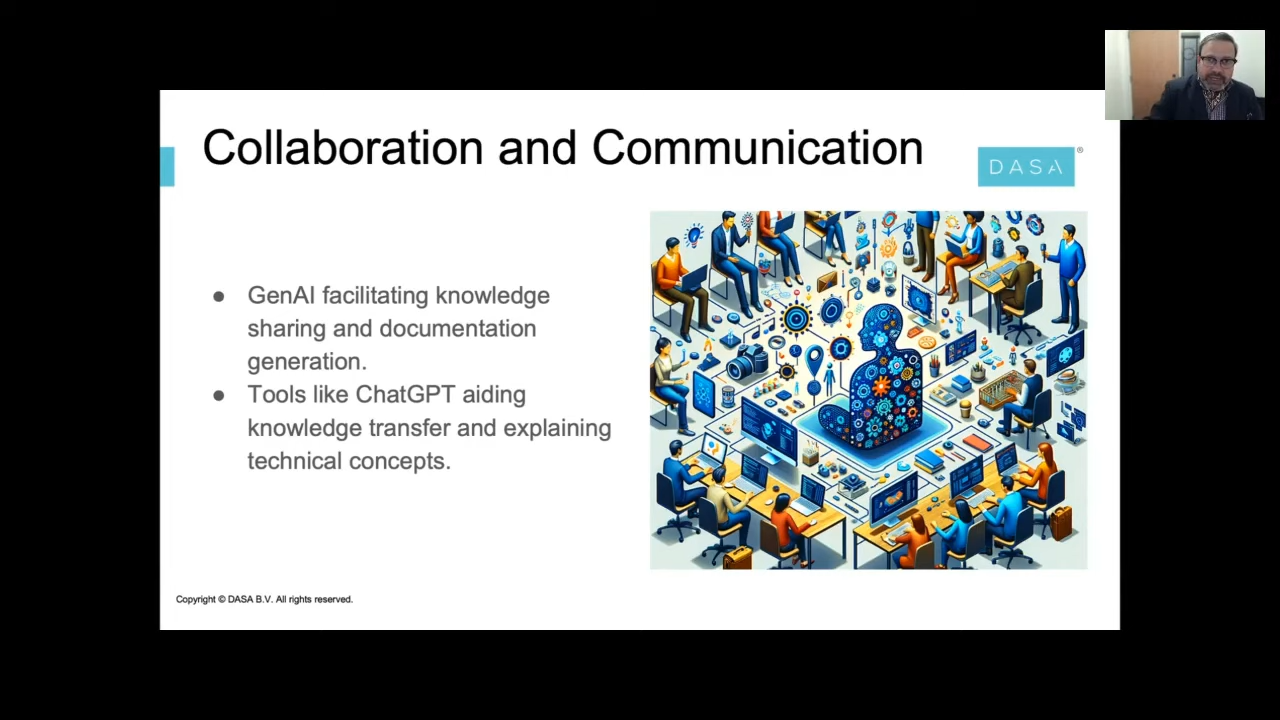 Collaboration and Communication
DASA®
● GenAI facilitating knowledge
sharing and documentation
generation.
● Tools like ChatGPT aiding
knowledge transfer and explaining
technical concepts.
Copyright © DASA B.V. All rights reserved.